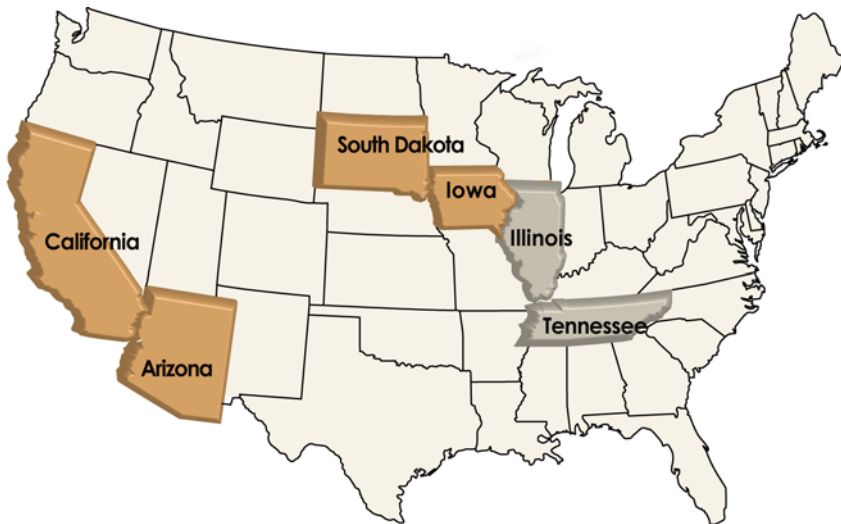 South Dakota
Iowa
California
Illinois
Tennessee
Arizona